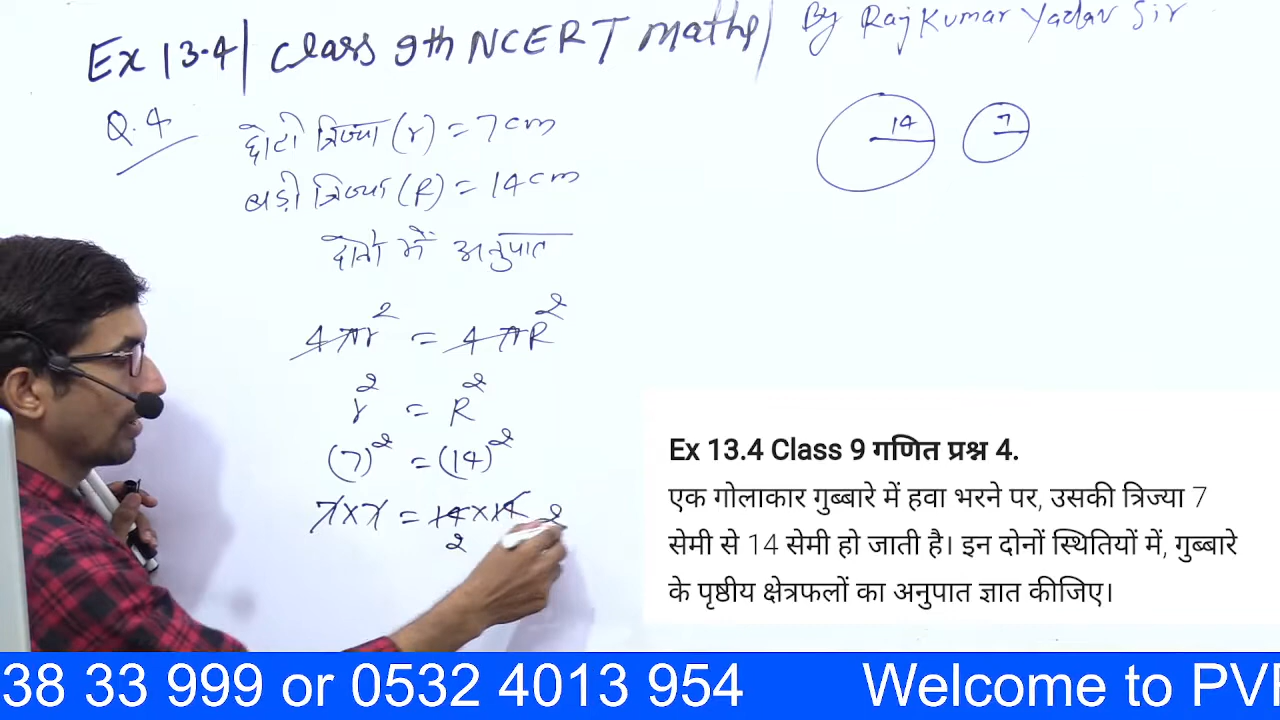 Ex 13.4 | Class 9th NCERT maths | By Raj Kumar Yadav Sir
Q.4
छोटी त्रिज्या (r) = 7cm
बड़ी त्रिज्या (R) = 14cm
दोनों में अनुपात
4πr² = 4πR²
r² = R²
(7)² = (14)²
7×7 = 14×14
2
2
14
7
Ex 13.4 Class 9 गणित प्रश्न 4.
एक गोलाकार गुब्बारे में हवा भरने पर, उसकी त्रिज्या 7
सेमी से 14 सेमी हो जाती है। इन दोनों स्थितियों में, गुब्बारे
के पृष्ठीय क्षेत्रफलों का अनुपात ज्ञात कीजिए।
38 33 999 or 0532 4013 954 Welcome to PV